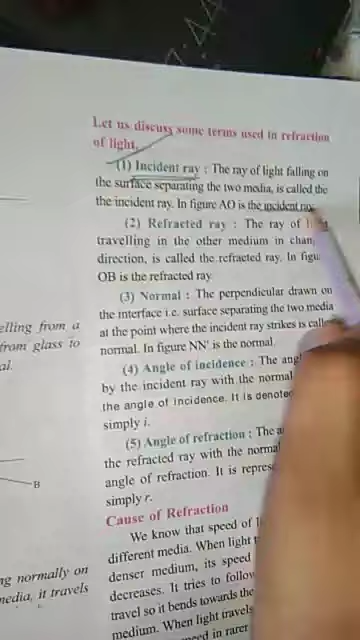 Let us discuss some terms used in refraction
of light.
(1) Incident ray : The ray of light falling on
the surface separating the two media, is called the
the incident ray. In figure AO is the incident ray.
(2) Refracted ray : The ray of
travelling in the other medium in
direction, is called the refracted ray. In
OB is the refracted ray.
(3) Normal : The perpendicular drawn on
the interface i.e. surface separating the two media
at the point where the incident ray strikes is
normal. In figure NN' is the normal.
(4) Angle of incidence : The
by the incident ray with the normal
the angle of incidence. It is
simply i.
(5) Angle of refraction : The
the refracted ray with the normal
angle of refraction. It is
simply r.
Cause of Refraction
We know that speed of
different media. When light
denser medium, its speed
decreases. It tries to
travel so it bends towards the
medium. When light travels
in rarer
elling from a
from glass to
al.
B
ng normally on
media, it travels